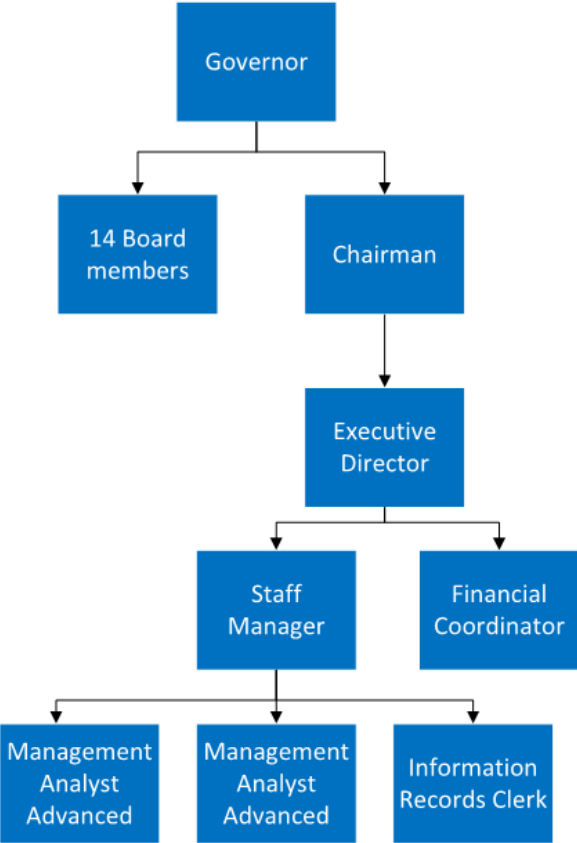 Governor
14 Board
members
Chairman
Executive
Director
Staff
Manager
Financial
Coordinator
Management
Analyst
Advanced
Management
Analyst
Advanced
Information
Records Clerk